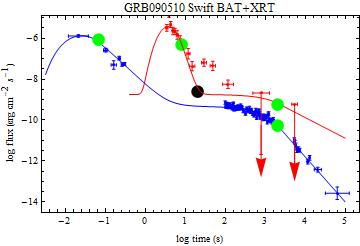 GRB090510 Swift BAT+XRT
log flux (erg cm−2 s−1)
−6
−8
−10
−12
−14
−2 −1 0 1 2 3 4 5
log time (s)